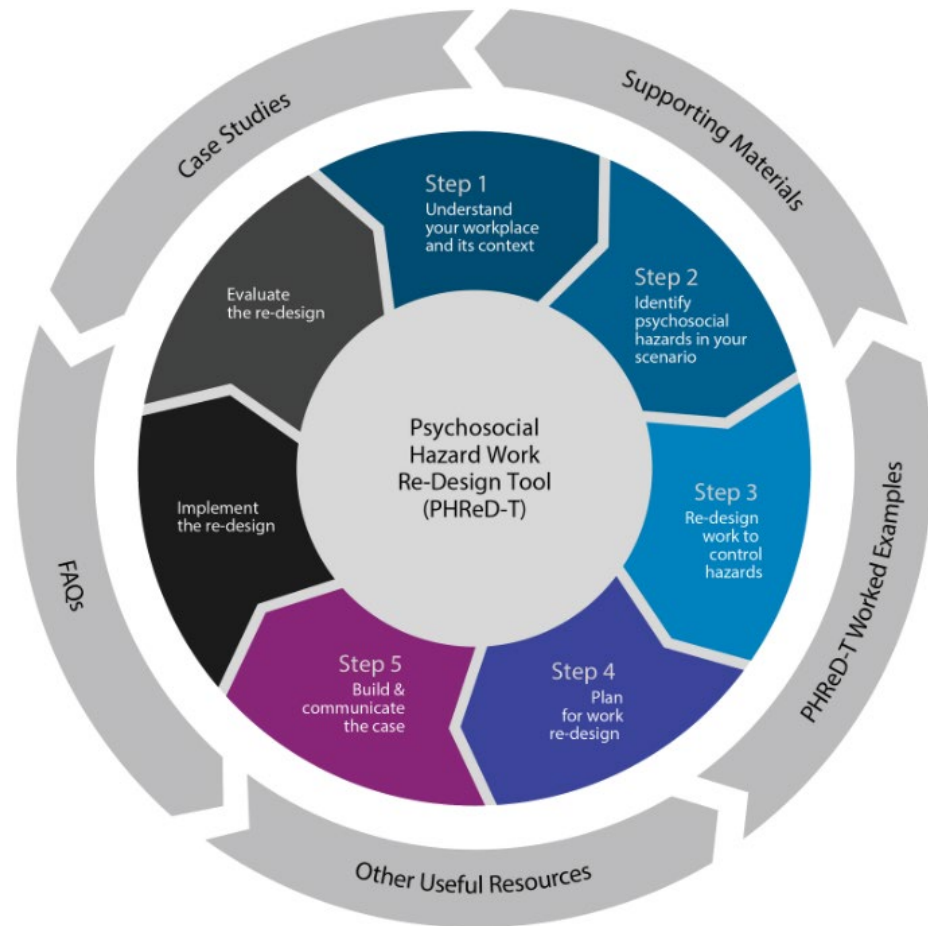 Case Studies
Supporting Materials
PHReD-T Worked Examples
Other Useful Resources
FAQs
Step 1
Understand
your workplace
and its context
Step 2
Identify
psychosocial
hazards in your
scenario
Step 3
Re-design
work to
control
hazards
Step 4
Plan
for work
re-design
Step 5
Build &
communicate
the case
Implement
the re-design
Evaluate
the re-design
Psychosocial
Hazard Work
Re-Design Tool
(PHReD-T)